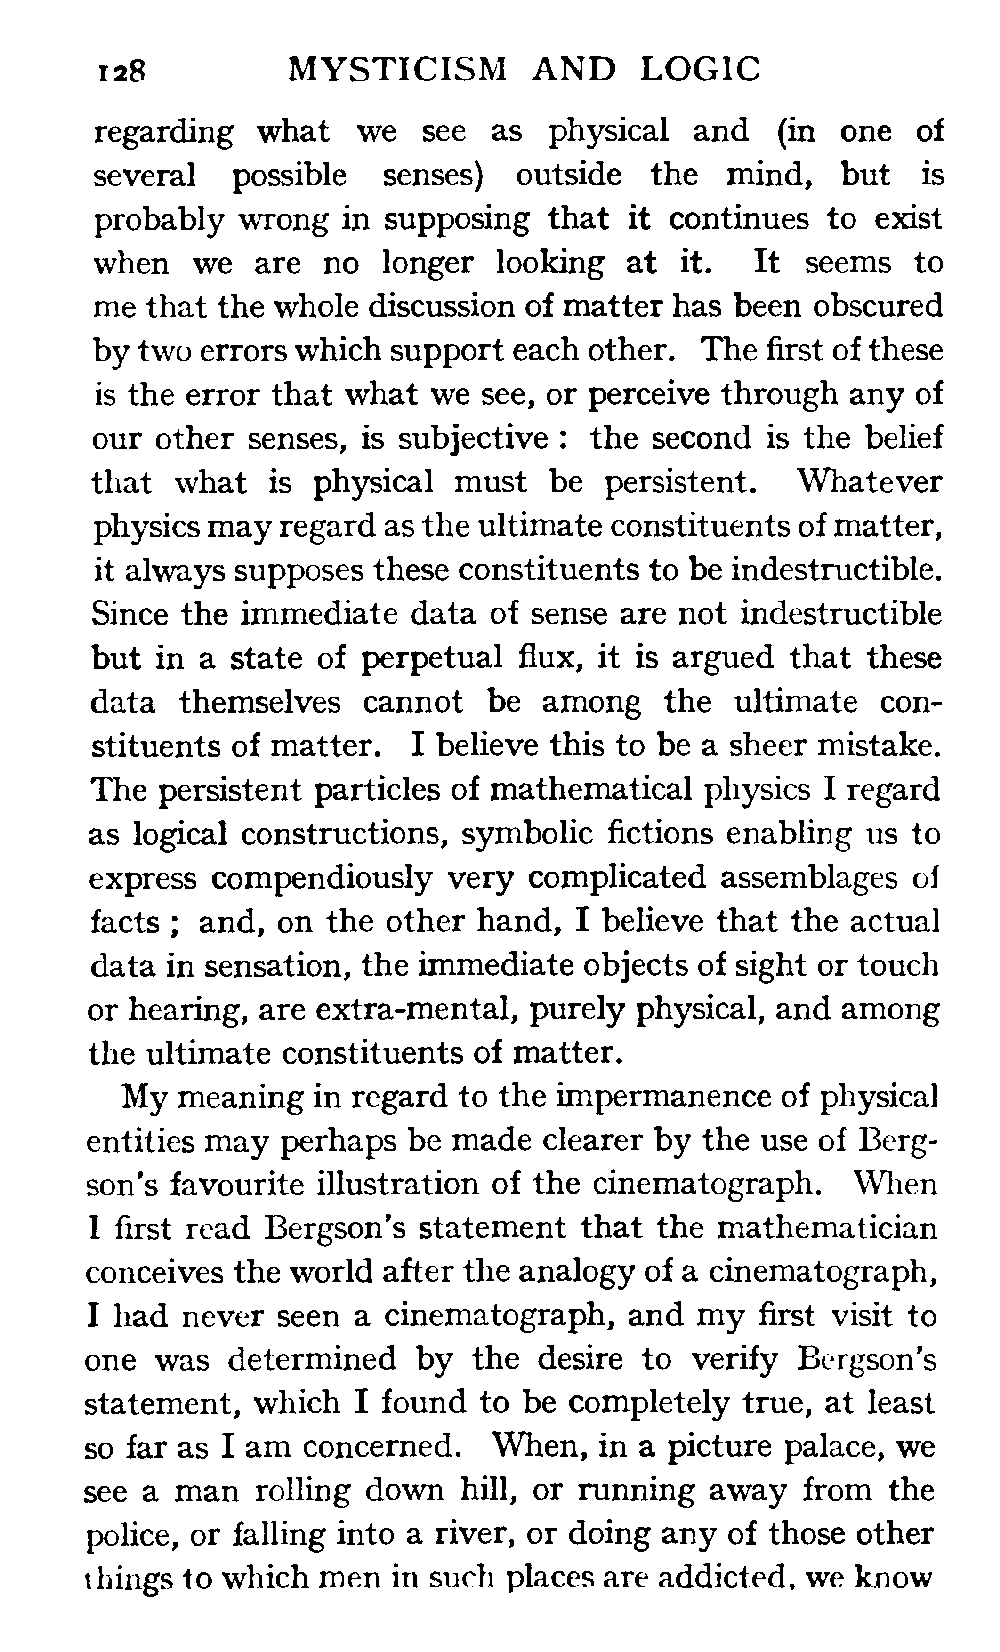 128 MYSTICISM AND LOGIC
regarding what we see as physical and (in one of
several possible senses) outside the mind, but is
probably wrong in supposing that it continues to exist
when we are no longer looking at it. It seems to
me that the whole discussion of matter has been obscured
by two errors which support each other. The first of these
is the error that what we see, or perceive through any of
our other senses, is subjective : the second is the belief
that what is physical must be persistent. Whatever
physics may regard as the ultimate constituents of matter,
it always supposes these constituents to be indestructible.
Since the immediate data of sense are not indestructible
but in a state of perpetual flux, it is argued that these
data themselves cannot be among the ultimate con-
stituents of matter. I believe this to be a sheer mistake.
The persistent particles of mathematical physics I regard
as logical constructions, symbolic fictions enabling us to
express compendiously very complicated assemblages of
facts ; and, on the other hand, I believe that the actual
data in sensation, the immediate objects of sight or touch
or hearing, are extra-mental, purely physical, and among
the ultimate constituents of matter.
My meaning in regard to the impermanence of physical
entities may perhaps be made clearer by the use of Berg-
son's favourite illustration of the cinematograph. When
I first read Bergson's statement that the mathematician
conceives the world after the analogy of a cinematograph,
I had never seen a cinematograph, and my first visit to
one was determined by the desire to verify Bergson's
statement, which I found to be completely true, at least
so far as I am concerned. When, in a picture palace, we
see a man rolling down hill, or running away from the
police, or falling into a river, or doing any of those other
things to which men in such places are addicted, we know